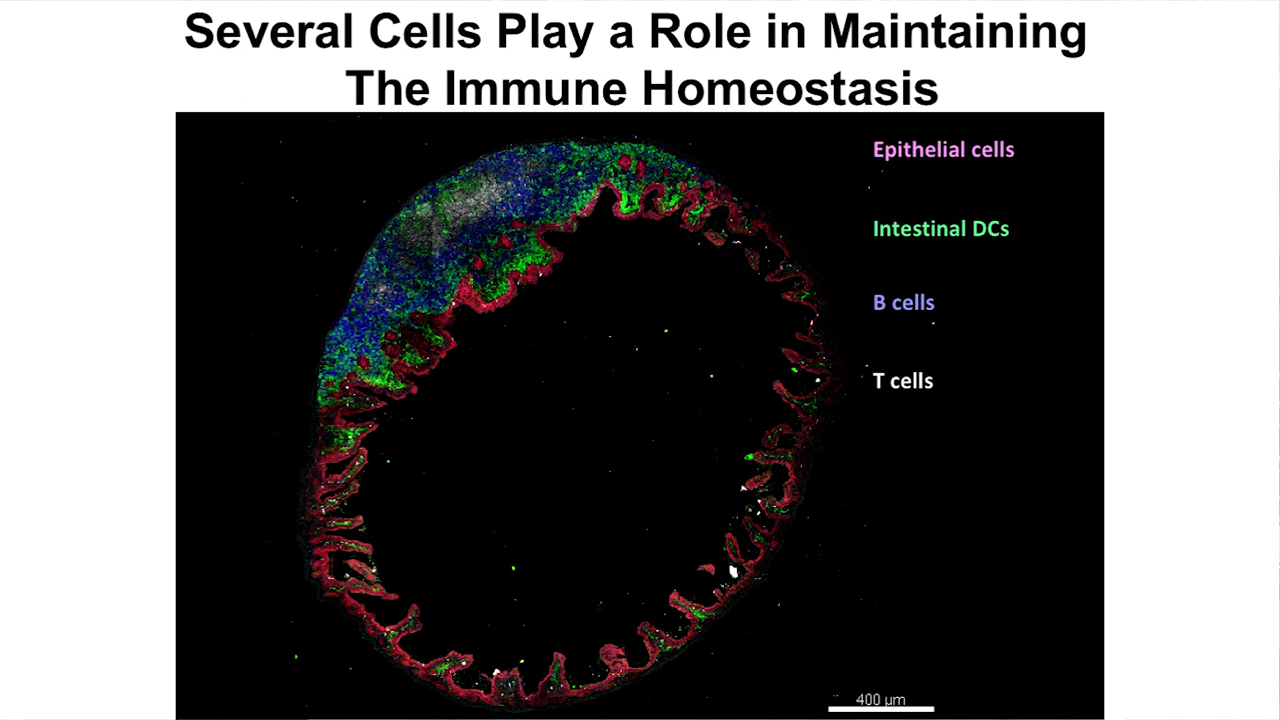 Several Cells Play a Role in Maintaining
The Immune Homeostasis
Epithelial cells
Intestinal DCs
B cells
T cells
400 µm